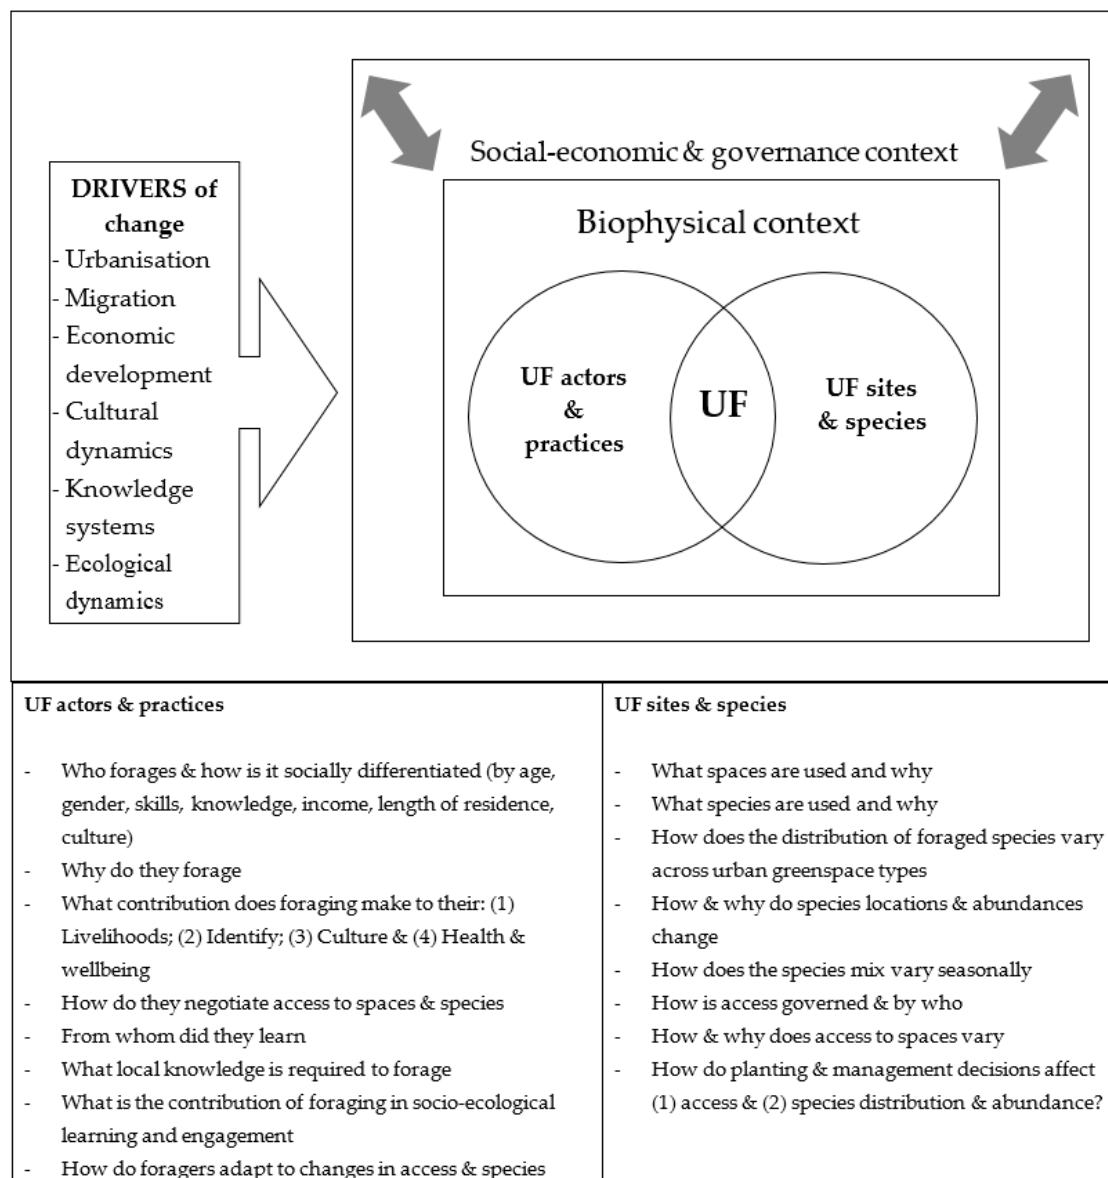 DRIVERS of
change
- Urbanisation
- Migration
- Economic
development
- Cultural
dynamics
- Knowledge
systems
- Ecological
dynamics
Social-economic & governance context
Biophysical context
UF actors
&
practices
UF
UF sites
& species
UF actors & practices
- Who forages & how is it socially differentiated (by age,
gender, skills, knowledge, income, length of residence,
culture)
- Why do they forage
- What contribution does foraging make to their: (1)
Livelihoods; (2) Identify; (3) Culture & (4) Health &
wellbeing
- How do they negotiate access to spaces & species
- From whom did they learn
- What local knowledge is required to forage
- What is the contribution of foraging in socio-ecological
learning and engagement
- How do foragers adapt to changes in access & species
UF sites & species
- What spaces are used and why
- What species are used and why
- How does the distribution of foraged species vary
across urban greenspace types
- How & why do species locations & abundances
change
- How does the species mix vary seasonally
- How is access governed & by who
- How & why does access to spaces vary
- How do planting & management decisions affect
(1) access & (2) species distribution & abundance?